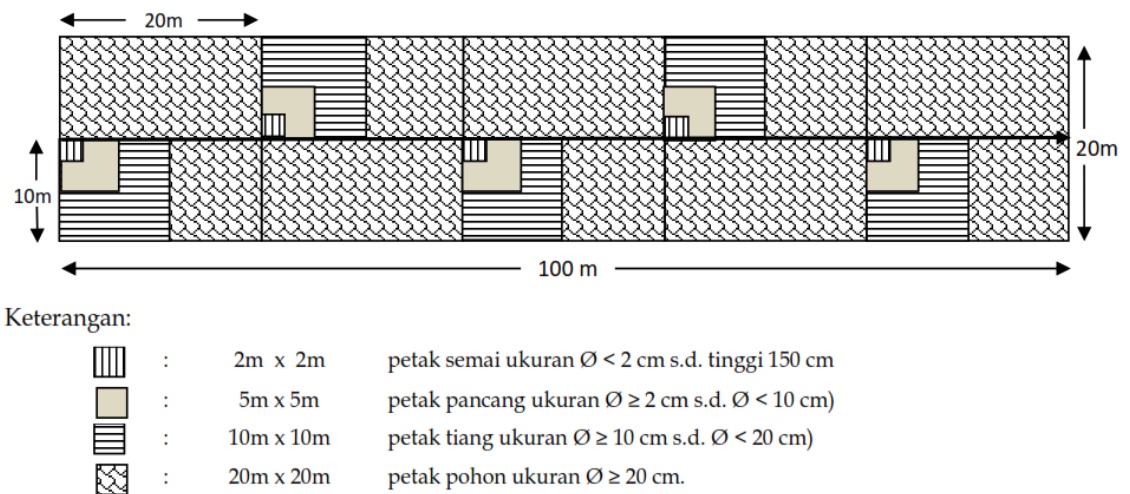 20m
20m
10m
100 m
Keterangan:
: 2m x 2m petak semai ukuran Ø < 2 cm s.d. tinggi 150 cm
: 5m x 5m petak pancang ukuran Ø ≥ 2 cm s.d. Ø < 10 cm)
: 10m x 10m petak tiang ukuran Ø ≥ 10 cm s.d. Ø < 20 cm)
: 20m x 20m petak pohon ukuran Ø ≥ 20 cm.